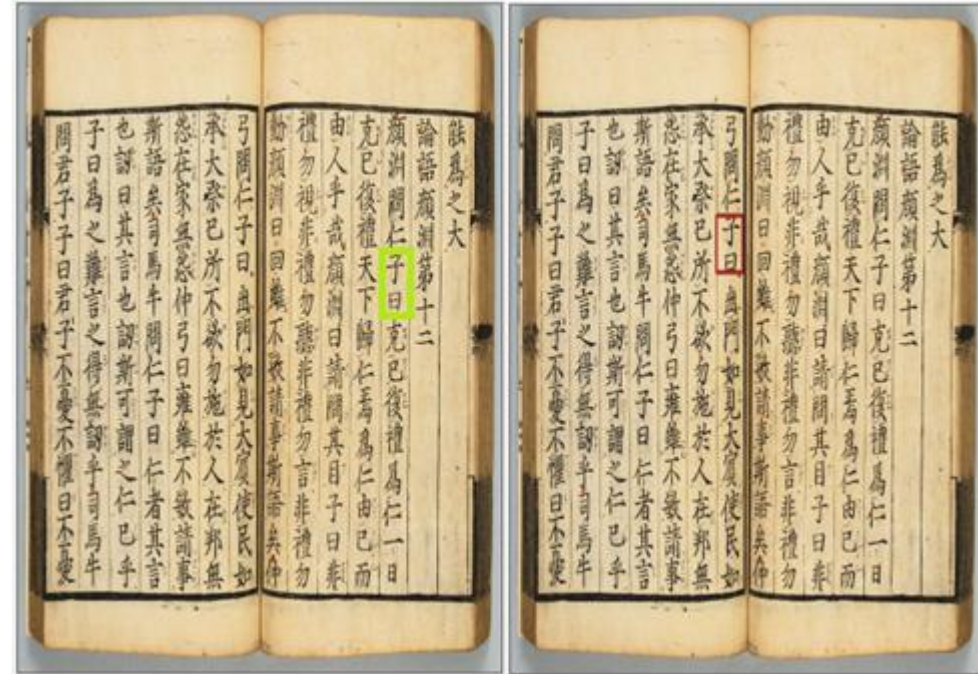 能爲之大
論語顏淵第十二
顏淵問仁子曰克己復禮爲仁一日
克己復禮天下歸仁焉爲仁由己而
由人乎哉顏淵曰請問其目子曰非
禮勿視非禮勿聽非禮勿言非禮勿
動顏淵曰回雖不敏請事斯語矣仲
弓問仁子曰出門如見大賓使民如
承大祭己所不欲勿施於人在邦無
怨在家無怨仲弓曰雍雖不敏請事
斯語矣司馬牛問仁子曰仁者其言
也訒曰其言也訒斯可謂之仁已乎
子曰爲之難言之得無訒乎司馬牛
問君子子曰君子不憂不懼曰不憂
能爲之大
論語顏淵第十二
顏淵問仁子曰克己復禮爲仁一日
克己復禮天下歸仁焉爲仁由己而
由人乎哉顏淵曰請問其目子曰非
禮勿視非禮勿聽非禮勿言非禮勿
動顏淵曰回雖不敏請事斯語矣仲
弓問仁子曰出門如見大賓使民如
承大祭己所不欲勿施於人在邦無
怨在家無怨仲弓曰雍雖不敏請事
斯語矣司馬牛問仁子曰仁者其言
也訒曰其言也訒斯可謂之仁已乎
子曰爲之難言之得無訒乎司馬牛
問君子子曰君子不憂不懼曰不憂